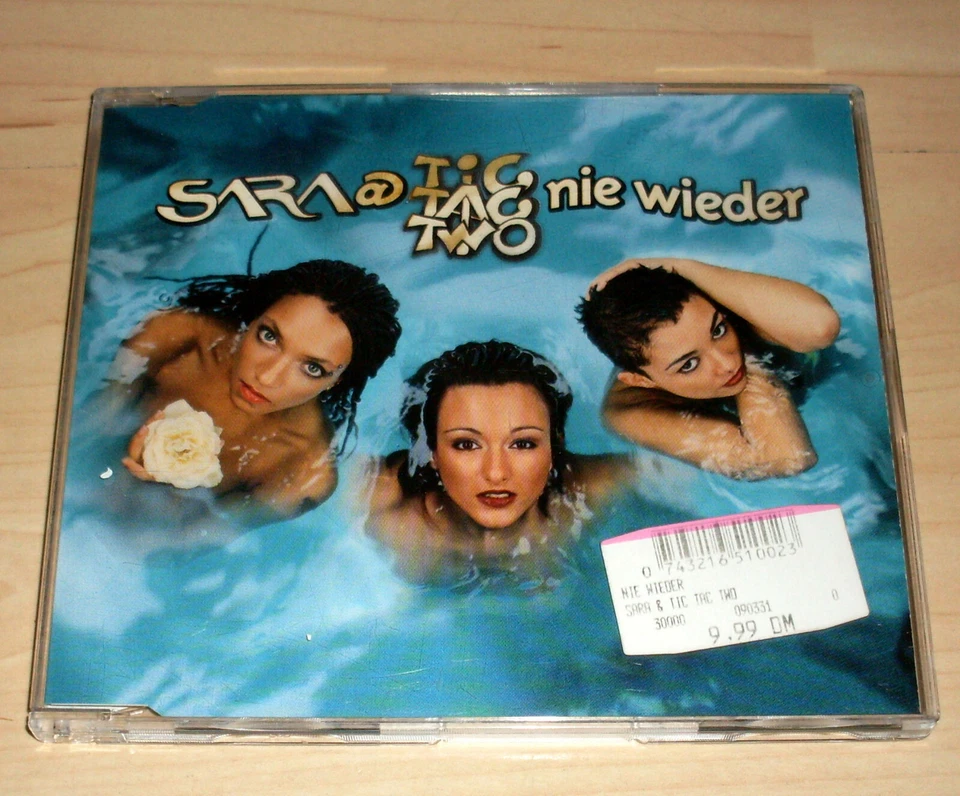 SARA @ TiC TAC TWO nie wieder
0 743216 510023
NIE WIEDER
SARA & TIC TAC TWO 0
30000 090331
9.99 DM